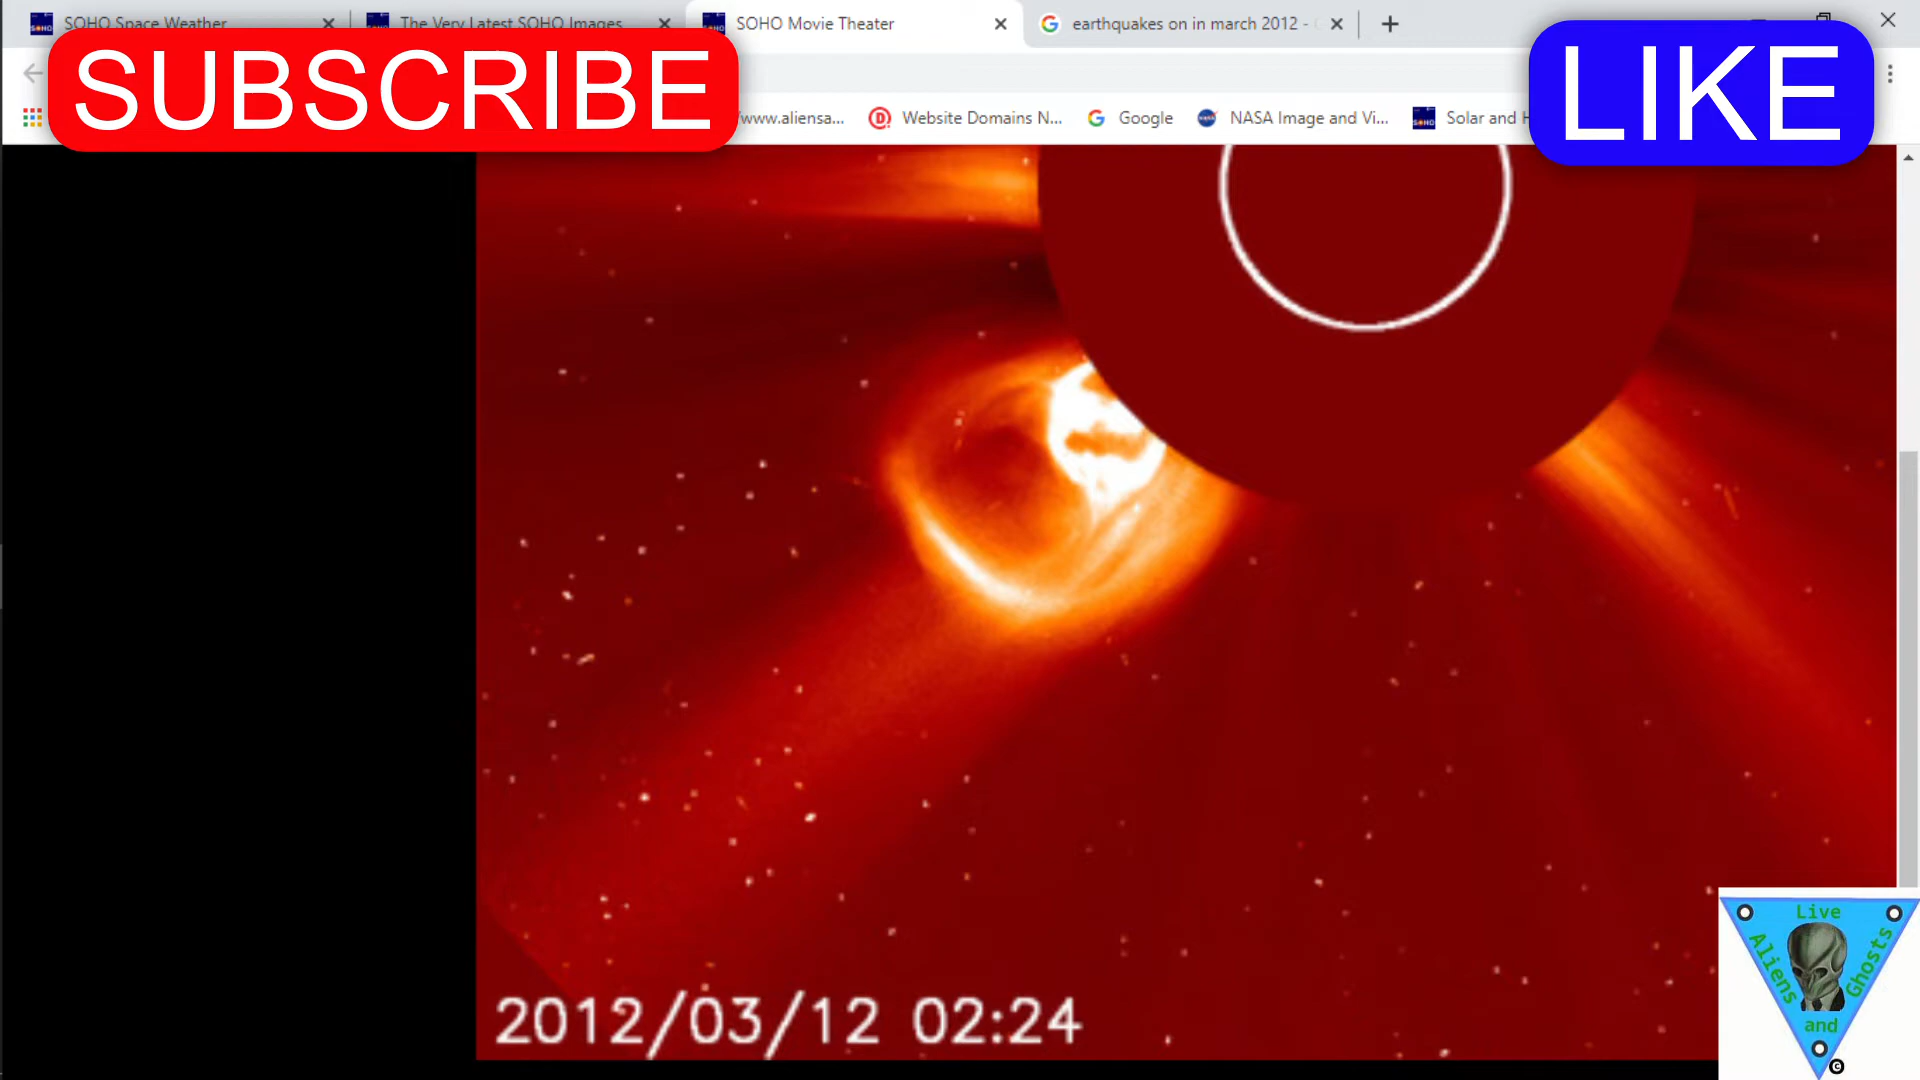 SOHO Space Weather
The Very Latest SOHO Images
SOHO Movie Theater
earthquakes on in march 2012 -
SUBSCRIBE
LIKE
www.aliensa...
Website Domains N...
Google
NASA Image and Vi...
Solar and H
2012/03/12 02:24
Live
Aliens
and
Ghosts